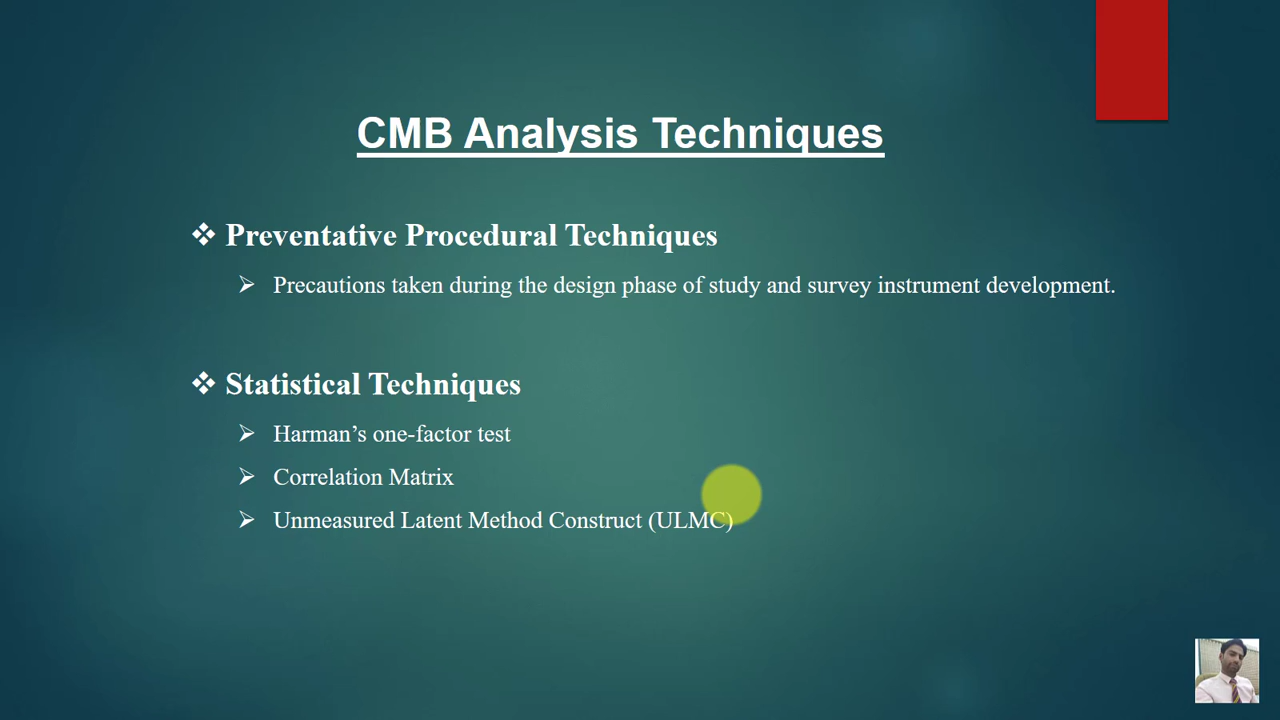 CMB Analysis Techniques
❖ Preventative Procedural Techniques
➢ Precautions taken during the design phase of study and survey instrument development.
❖ Statistical Techniques
➢ Harman’s one-factor test
➢ Correlation Matrix
➢ Unmeasured Latent Method Construct (ULMC)